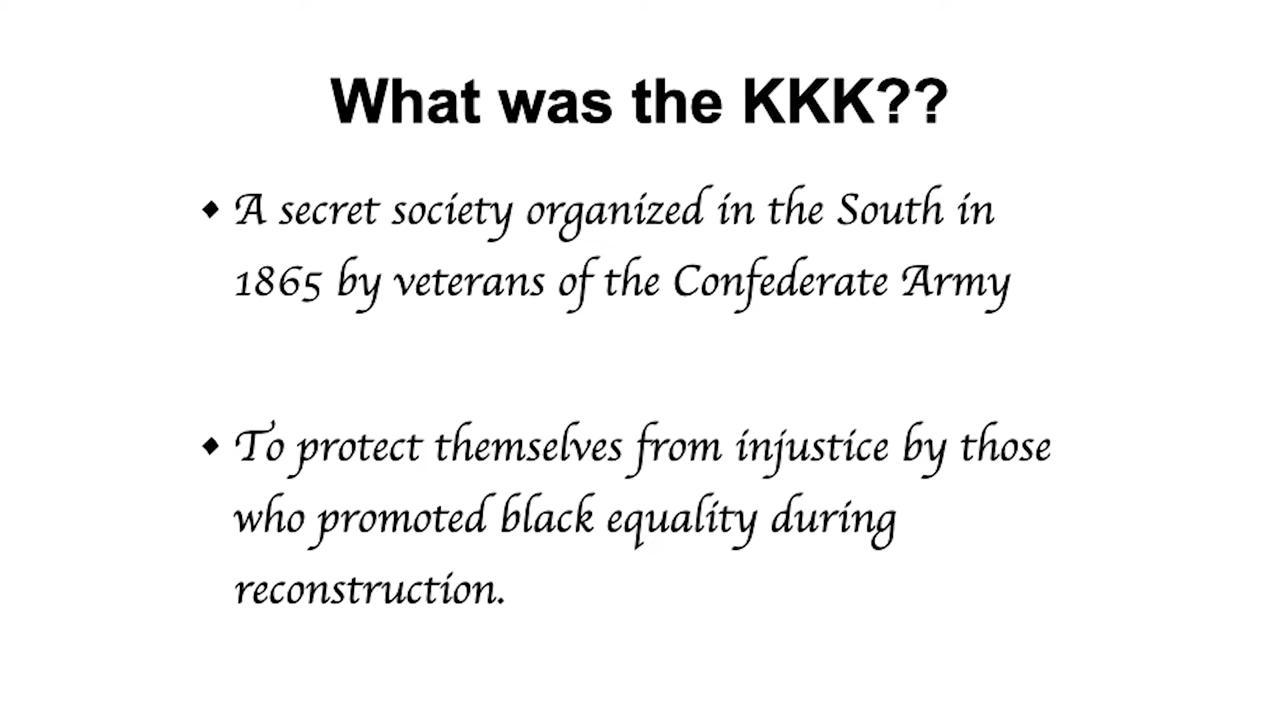 What was the KKK??
◆ A secret society organized in the South in
1865 by veterans of the Confederate Army
◆ To protect themselves from injustice by those
who promoted black equality during
reconstruction.